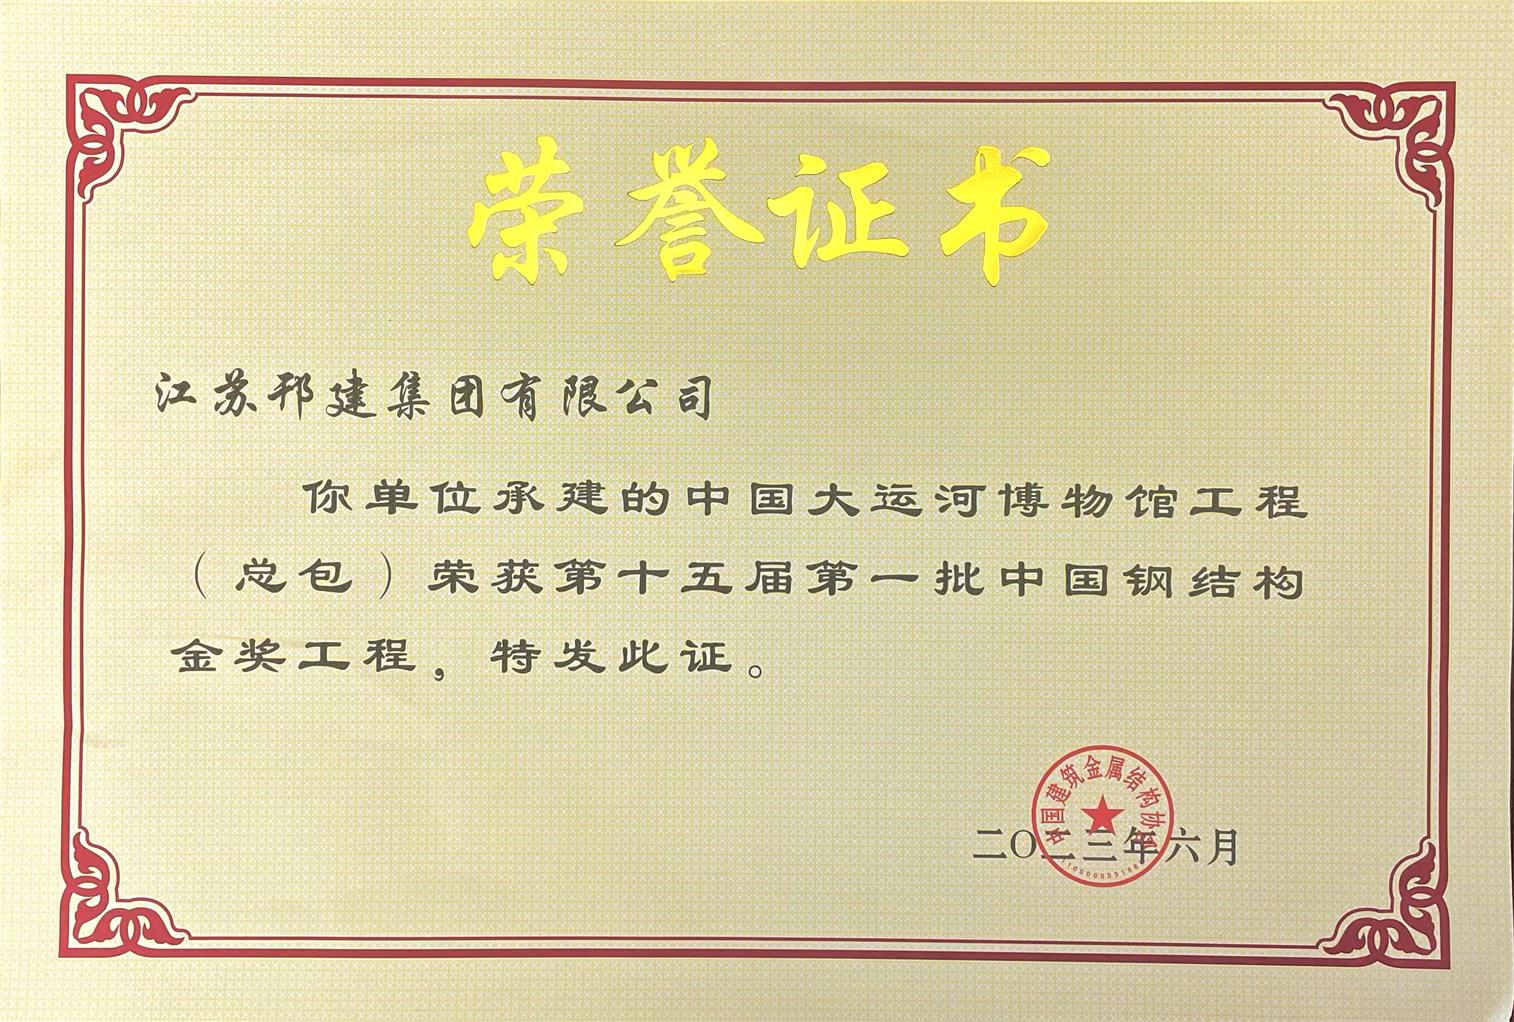 荣誉证书
江苏邗建集团有限公司
你单位承建的中国大运河博物馆工程
（总包）荣获第十五届第一批中国钢结构
金奖工程，特发此证。
中国建筑金属结构协会
二〇二三年六月